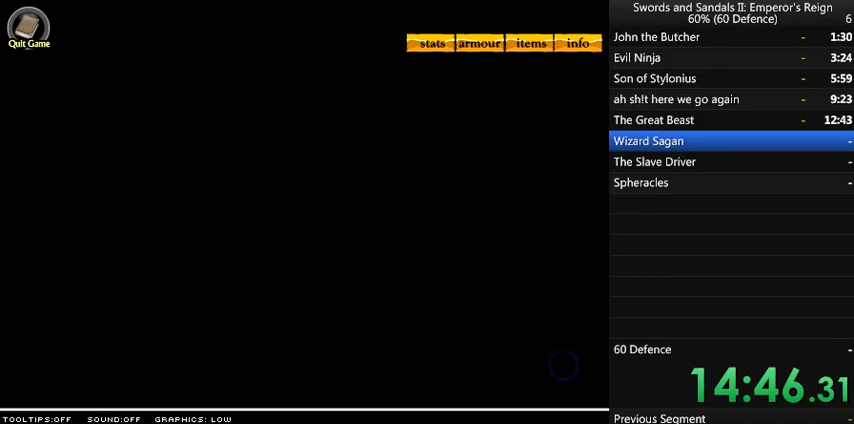 Quit Game
stats armour items info
TOOLTIPS:OFF SOUND:OFF GRAPHICS: LOW
Swords and Sandals II: Emperor's Reign
60% (60 Defence) 6
John the Butcher - 1:30
Evil Ninja - 3:24
Son of Stylonius - 5:59
ah sh!t here we go again - 9:23
The Great Beast - 12:43
Wizard Sagan -
The Slave Driver -
Spheracles -
60 Defence -
14:46.31
Previous Segment -